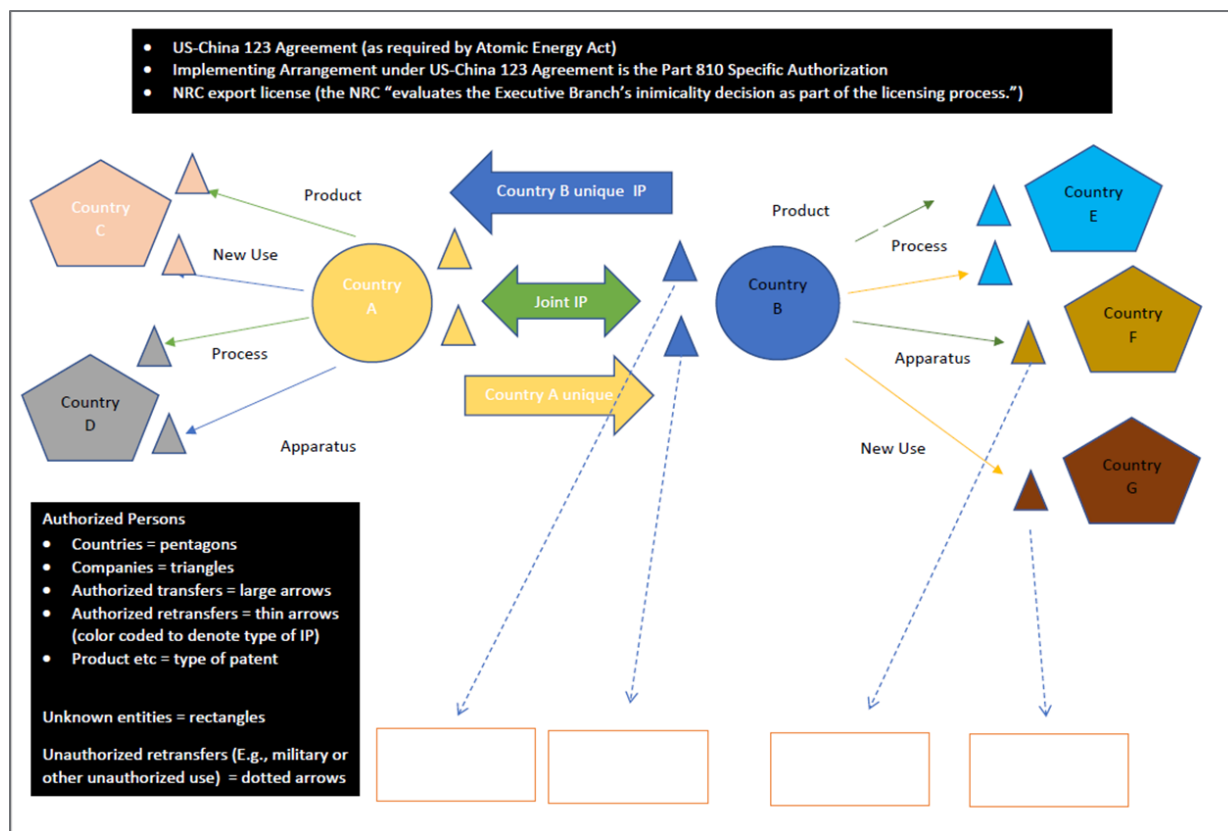 • US-China 123 Agreement (as required by Atomic Energy Act)
• Implementing Arrangement under US-China 123 Agreement is the Part 810 Specific Authorization
• NRC export license (the NRC “evaluates the Executive Branch’s inimicality decision as part of the licensing process.”)
Country
C
Product
New Use
Country
A
Process
Country
D
Apparatus
Country B unique IP
Joint IP
Country A unique
Country
B
Product
Process
Apparatus
New Use
Country
E
Country
F
Country
G
Authorized Persons
• Countries = pentagons
• Companies = triangles
• Authorized transfers = large arrows
• Authorized retransfers = thin arrows
(color coded to denote type of IP)
• Product etc = type of patent
Unknown entities = rectangles
Unauthorized retransfers (E.g., military or
other unauthorized use) = dotted arrows